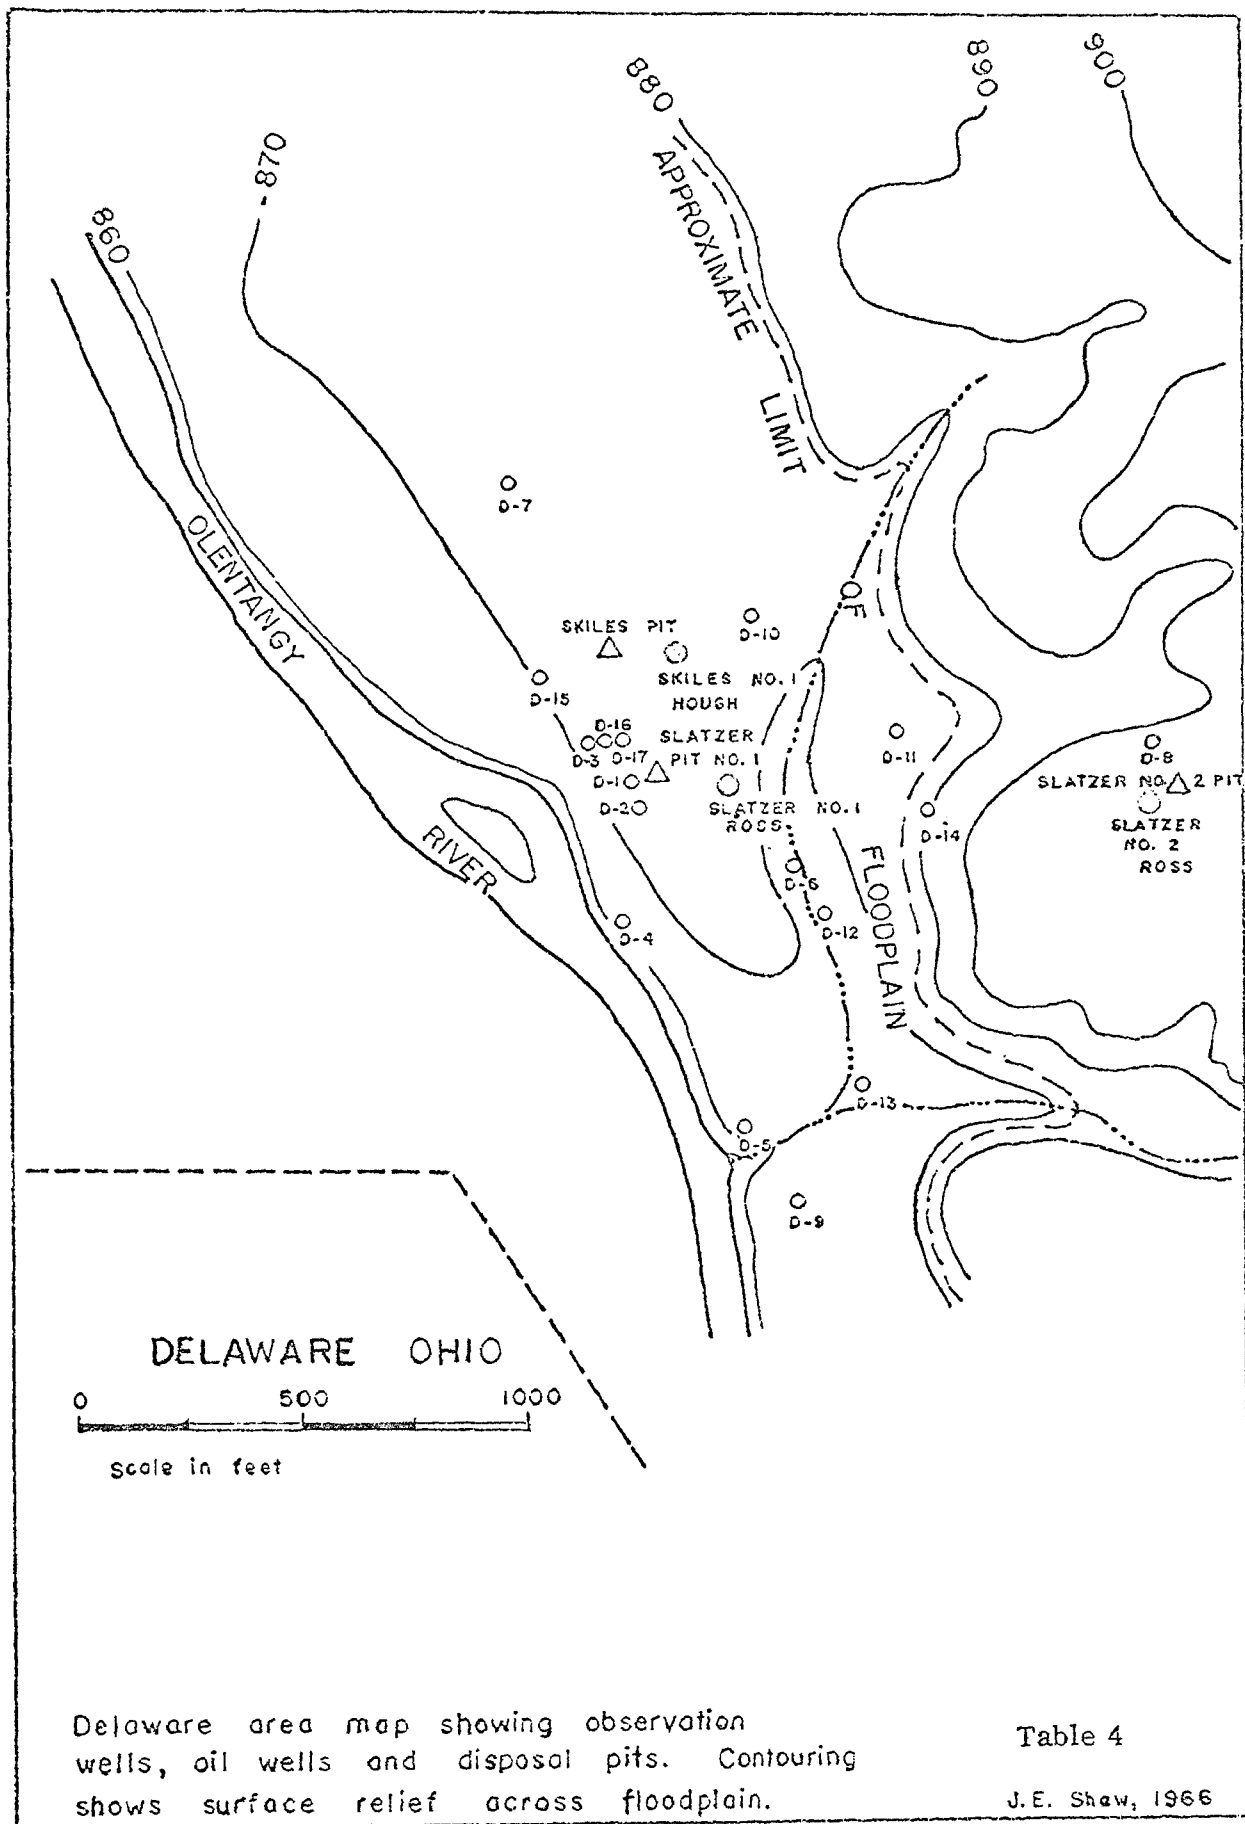 860
- 870
880
890
900
APPROXIMATE
LIMIT
FLOODPLAIN
OLENTANGY
RIVER
D-7
SKILES PIT
D-10
F
SKILES NO. 1
HOUGH
D-15
D-16
D-3 D-17
SLATZER
PIT NO. 1
D-1
D-2
SLATZER NO. 1
ROSS
D-11
D-8
SLATZER NO. 2 PIT
SLATZER
NO. 2
ROSS
D-14
D-6
D-12
D-4
D-13
D-5
D-9
DELAWARE OHIO
0 500 1000
Scale in feet
Delaware area map showing observation
wells, oil wells and disposal pits. Contouring
shows surface relief across floodplain.
Table 4
J.E. Shaw, 1966